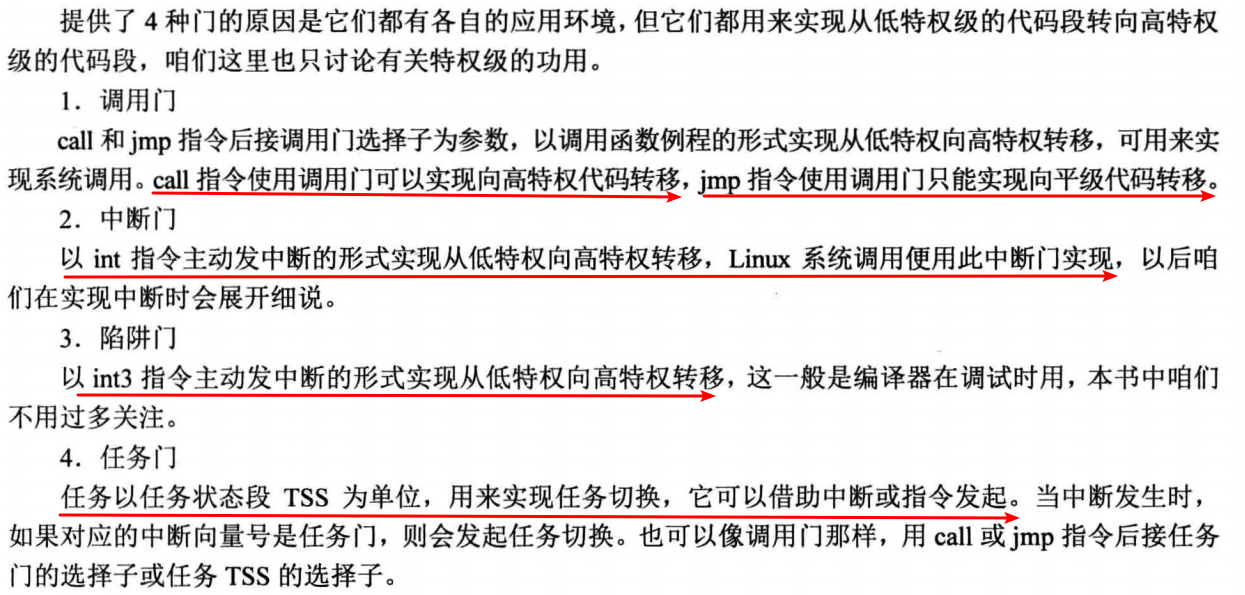 提供了 4 种门的原因是它们都有各自的应用环境，但它们都用来实现从低特权级的代码段转向高特权
级的代码段，咱们这里也只讨论有关特权级的功用。
1．调用门
call 和 jmp 指令后接调用门选择子为参数，以调用函数例程的形式实现从低特权向高特权转移，可用来实
现系统调用。call 指令使用调用门可以实现向高特权代码转移，jmp 指令使用调用门只能实现向平级代码转移。
2．中断门
以 int 指令主动发中断的形式实现从低特权向高特权转移，Linux 系统调用便用此中断门实现，以后咱
们在实现中断时会展开细说。
3．陷阱门
以 int3 指令主动发中断的形式实现从低特权向高特权转移，这一般是编译器在调试时用，本书中咱们
不用过多关注。
4．任务门
任务以任务状态段 TSS 为单位，用来实现任务切换，它可以借助中断或指令发起。当中断发生时，
如果对应的中断向量号是任务门，则会发起任务切换。也可以像调用门那样，用 call 或 jmp 指令后接任务
门的选择子或任务 TSS 的选择子。